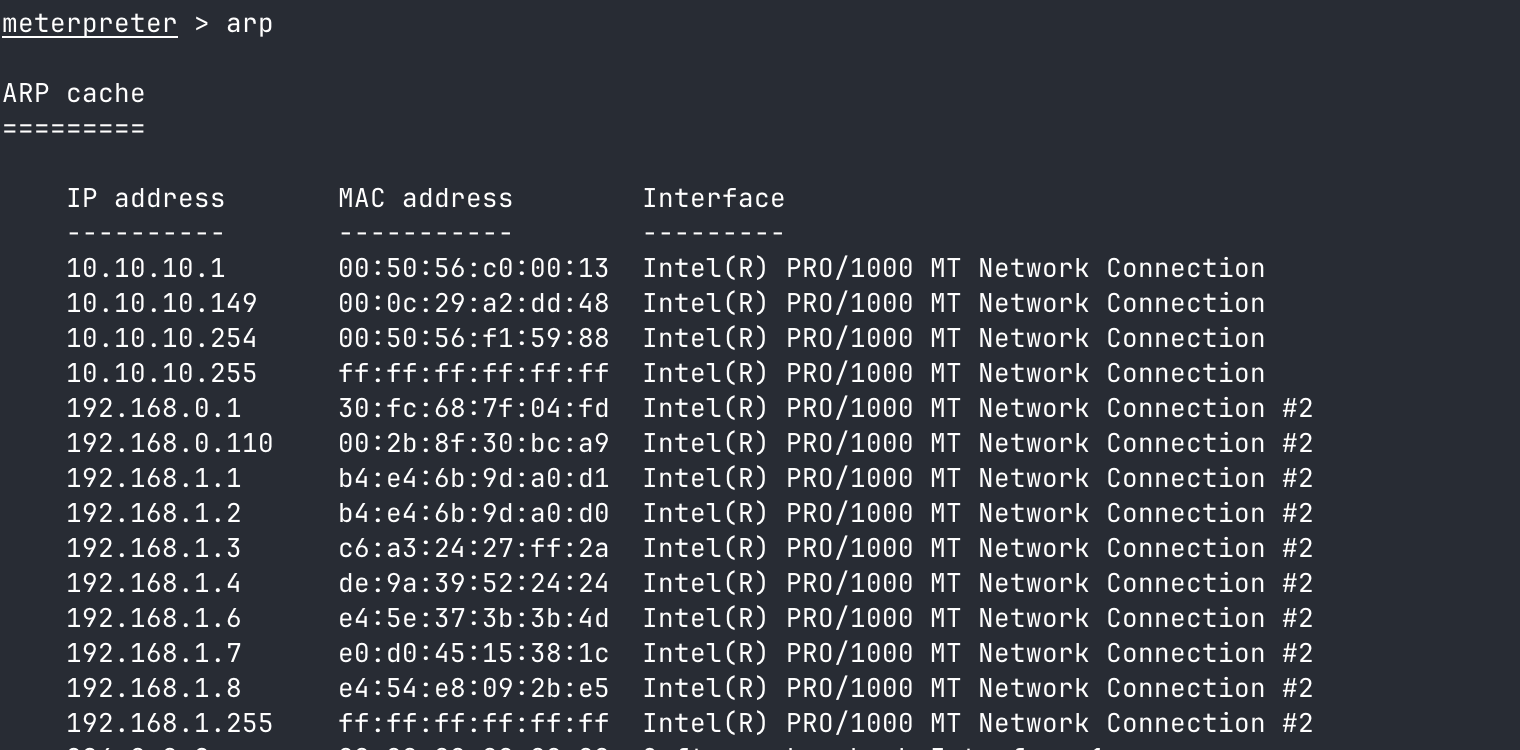 meterpreter > arp
ARP cache
=========
IP address MAC address Interface
---------- ----------- ---------
10.10.10.1 00:50:56:c0:00:13 Intel(R) PRO/1000 MT Network Connection
10.10.10.149 00:0c:29:a2:dd:48 Intel(R) PRO/1000 MT Network Connection
10.10.10.254 00:50:56:f1:59:88 Intel(R) PRO/1000 MT Network Connection
10.10.10.255 ff:ff:ff:ff:ff:ff Intel(R) PRO/1000 MT Network Connection
192.168.0.1 30:fc:68:7f:04:fd Intel(R) PRO/1000 MT Network Connection #2
192.168.0.110 00:2b:8f:30:bc:a9 Intel(R) PRO/1000 MT Network Connection #2
192.168.1.1 b4:e4:6b:9d:a0:d1 Intel(R) PRO/1000 MT Network Connection #2
192.168.1.2 b4:e4:6b:9d:a0:d0 Intel(R) PRO/1000 MT Network Connection #2
192.168.1.3 c6:a3:24:27:ff:2a Intel(R) PRO/1000 MT Network Connection #2
192.168.1.4 de:9a:39:52:24:24 Intel(R) PRO/1000 MT Network Connection #2
192.168.1.6 e4:5e:37:3b:3b:4d Intel(R) PRO/1000 MT Network Connection #2
192.168.1.7 e0:d0:45:15:38:1c Intel(R) PRO/1000 MT Network Connection #2
192.168.1.8 e4:54:e8:09:2b:e5 Intel(R) PRO/1000 MT Network Connection #2
192.168.1.255 ff:ff:ff:ff:ff:ff Intel(R) PRO/1000 MT Network Connection #2